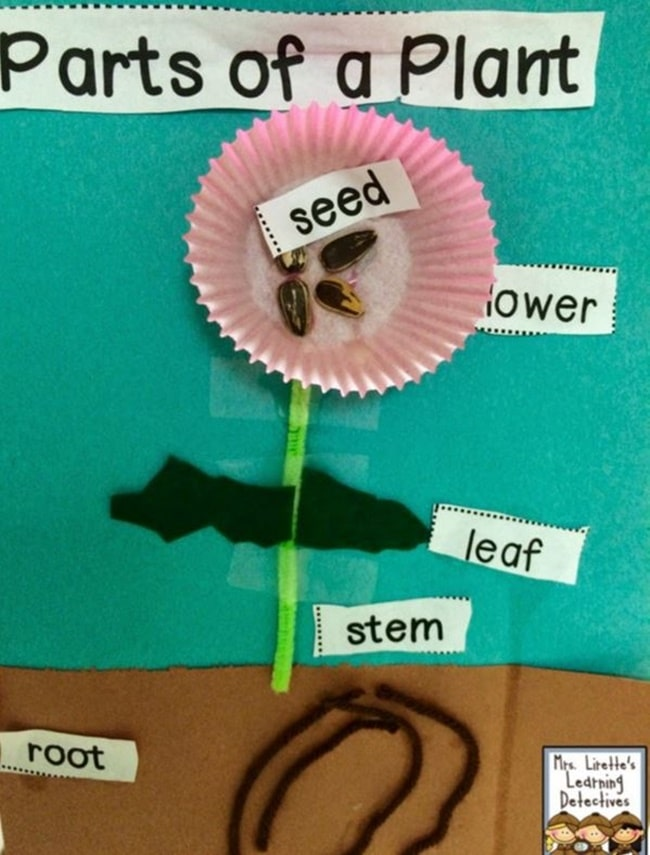 Parts of a Plant
seed
lower
leaf
stem
root
Mrs. Lirette's
Learning
Detectives